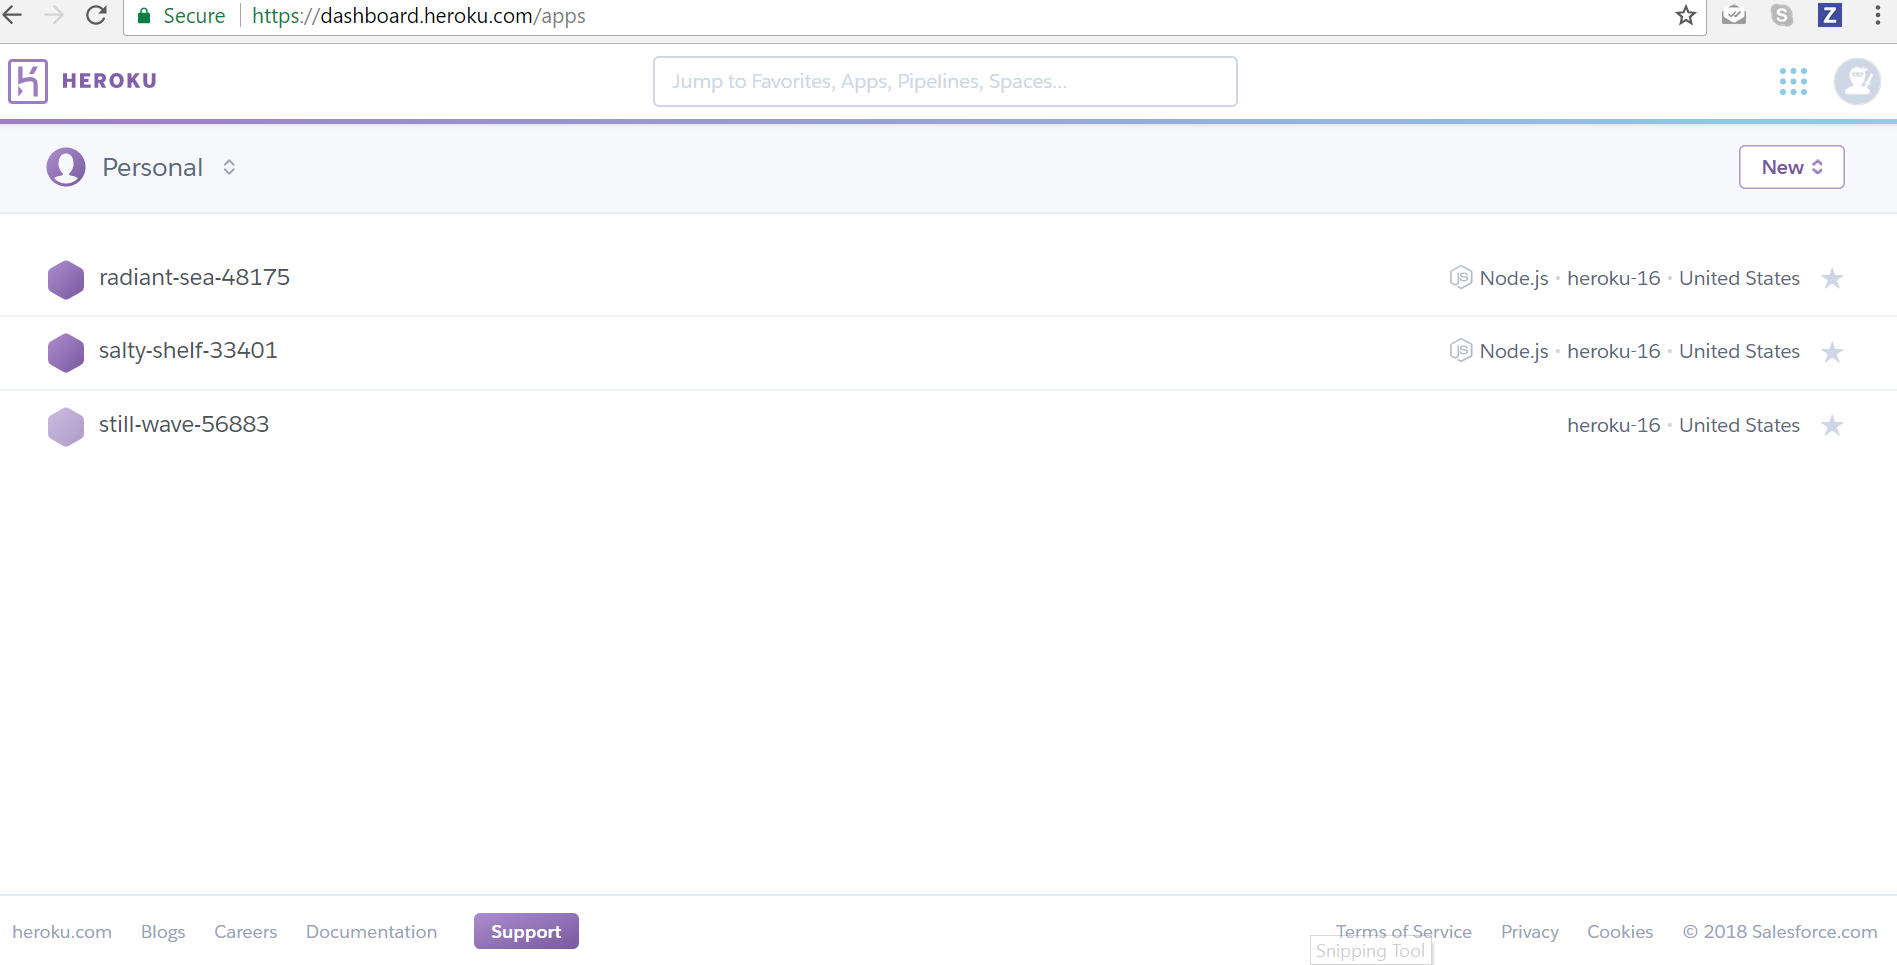 Secure https://dashboard.heroku.com/apps
S Z
HEROKU Jump to Favorites, Apps, Pipelines, Spaces...
Personal New
radiant-sea-48175 JS Node.js · heroku-16 · United States
salty-shelf-33401 JS Node.js · heroku-16 · United States
still-wave-56883 heroku-16 · United States
heroku.com Blogs Careers Documentation Support Terms of Service Privacy Cookies © 2018 Salesforce.com
Snipping Tool